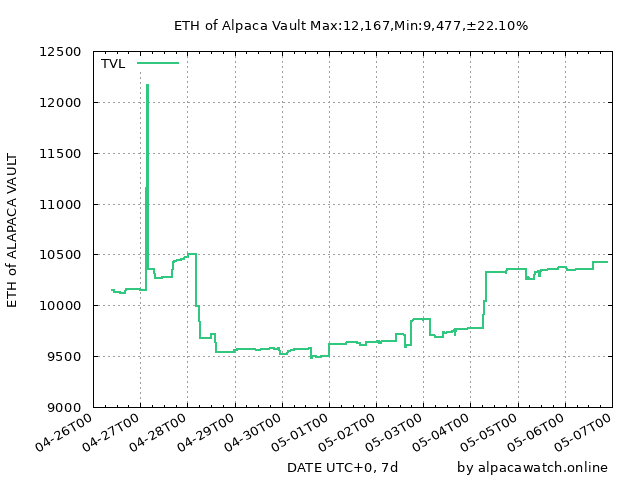 ETH of Alpaca Vault Max:12,167,Min:9,477,±22.10%
12500
TVL
12000
11500
11000
10500
10000
9500
9000
ETH of ALAPACA VAULT
04-26T00
04-27T00
04-28T00
04-29T00
04-30T00
05-01T00
05-02T00
05-03T00
05-04T00
05-05T00
05-06T00
05-07T00
DATE UTC+0, 7d
by alpacawatch.online